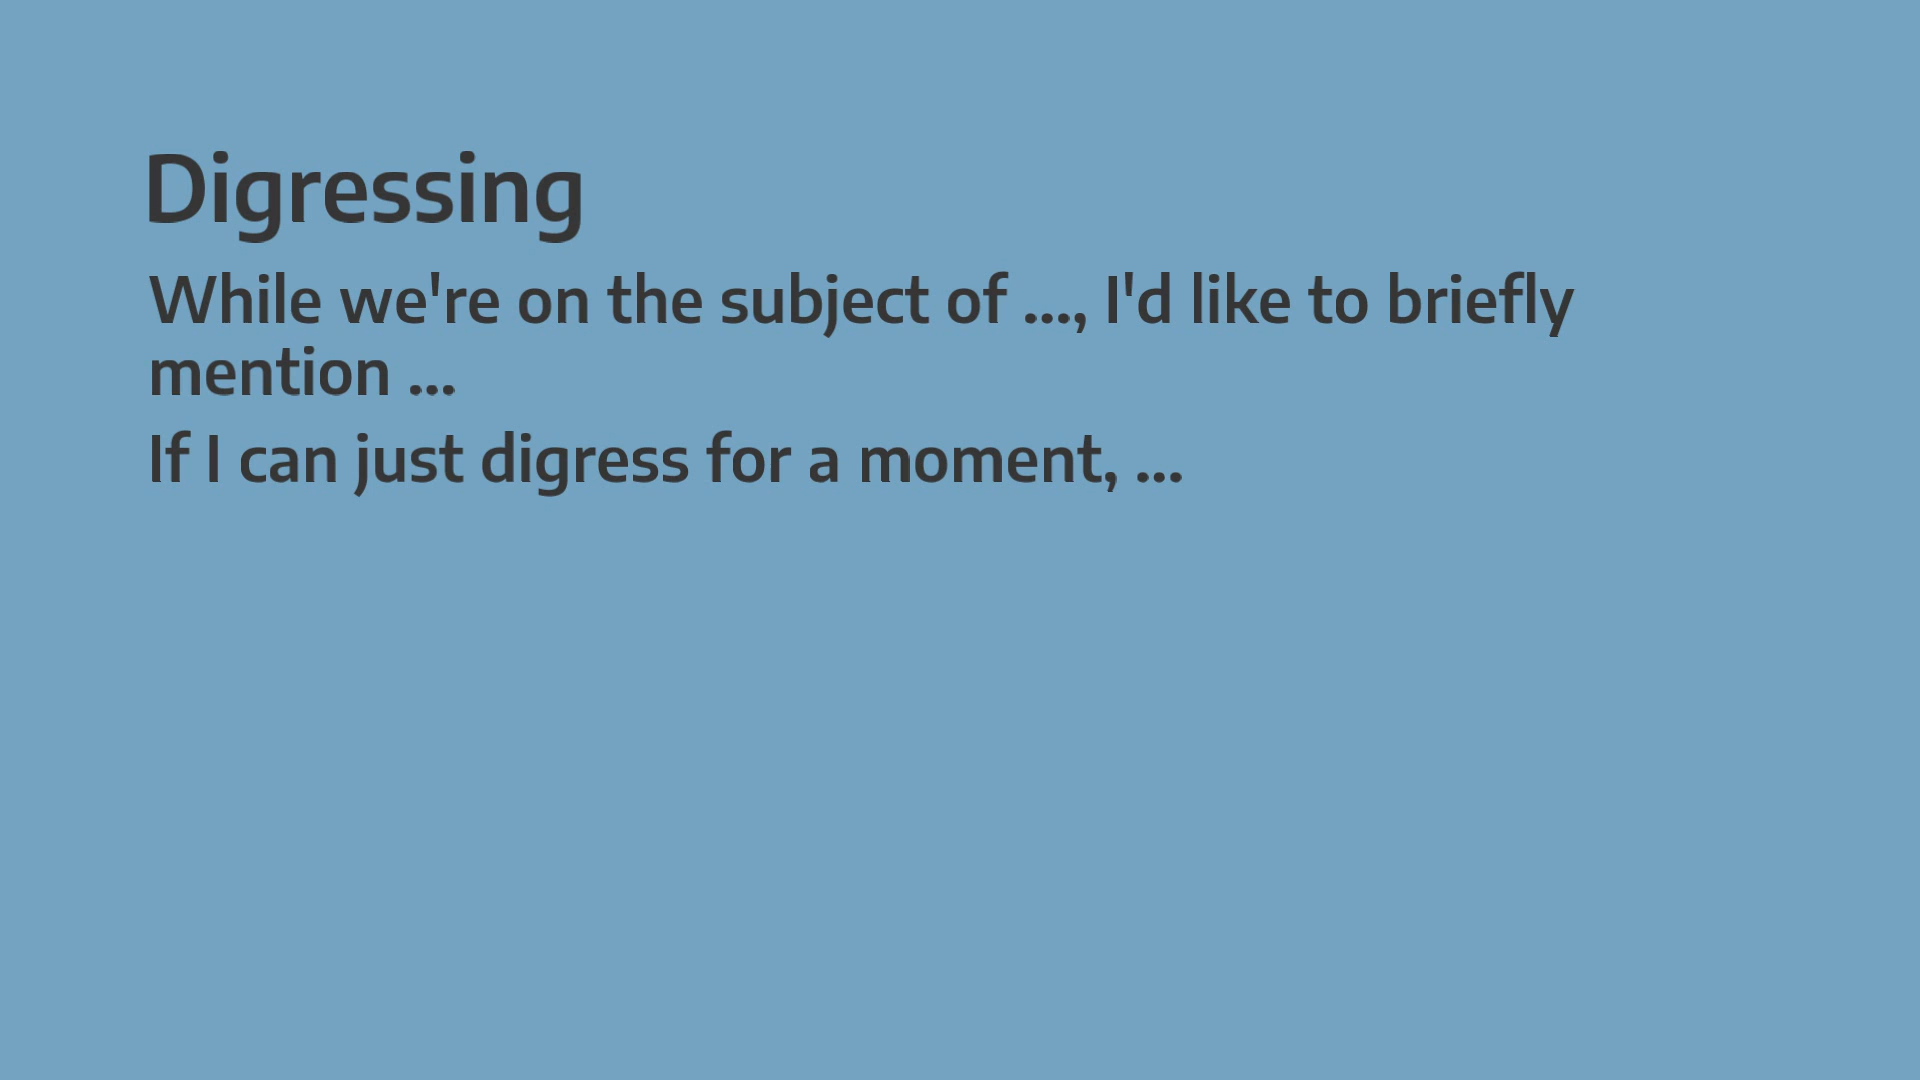 Digressing
While we're on the subject of ..., I'd like to briefly
mention ...
If I can just digress for a moment, ...